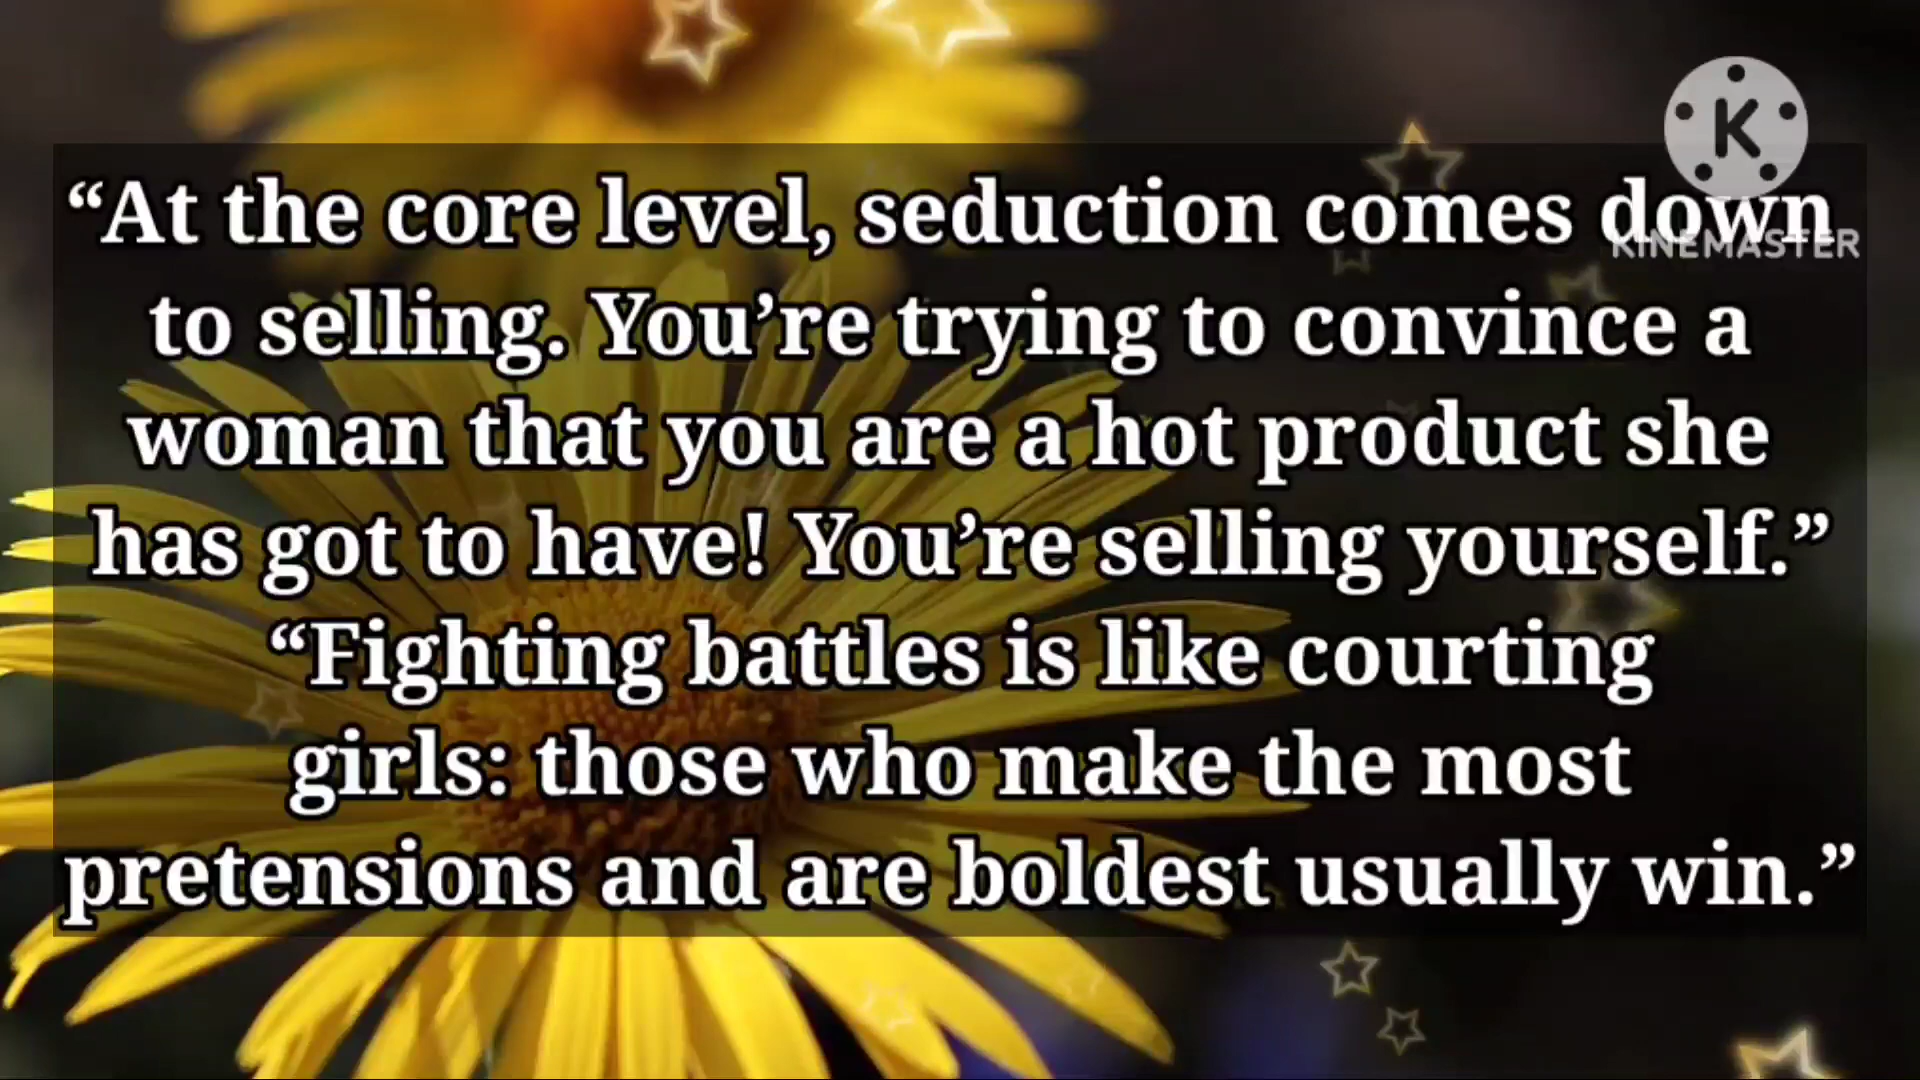 “At the core level, seduction comes down
to selling. You’re trying to convince a
woman that you are a hot product she
has got to have! You’re selling yourself.”
“Fighting battles is like courting
girls: those who make the most
pretensions and are boldest usually win.”
K
KINEMASTER